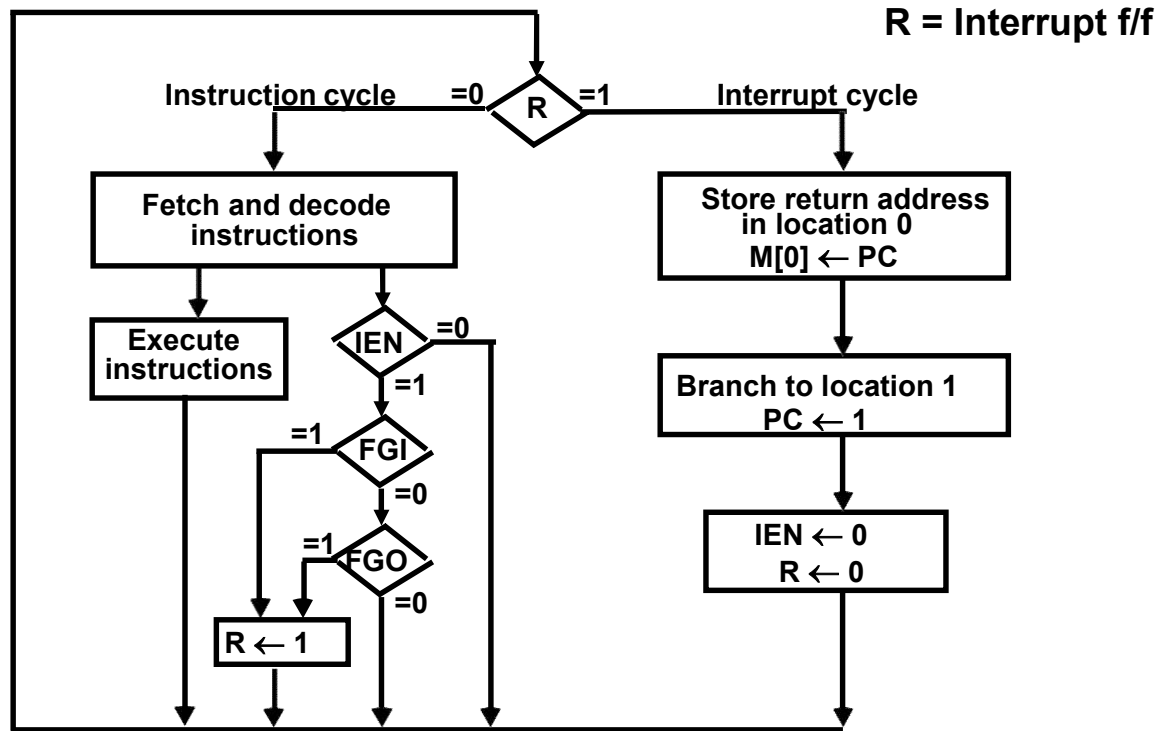 R = Interrupt f/f
Instruction cycle
=0
R
=1
Interrupt cycle
Fetch and decode
instructions
Store return address
in location 0
M[0] ← PC
Execute
instructions
IEN
=0
=1
Branch to location 1
PC ← 1
=1
FGI
=0
=1
FGO
=0
IEN ← 0
R ← 0
R ← 1